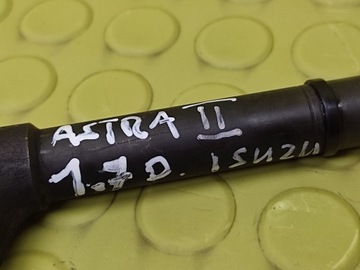 ASTRA II
1.7 D. ISUZU